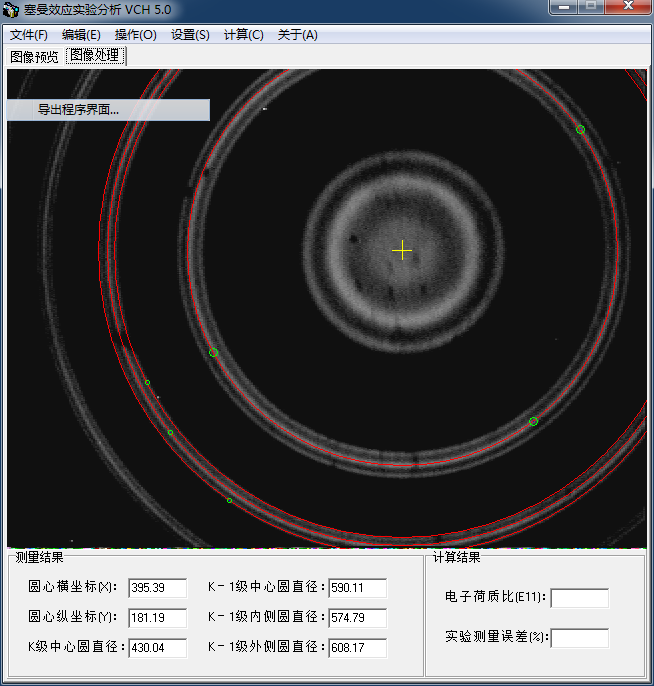 塞曼效应实验分析 VCH 5.0
文件(F) 编辑(E) 操作(O) 设置(S) 计算(C) 关于(A)
图像预览 图像处理
导出程序界面...
测量结果
圆心横坐标(X): 395.39
圆心纵坐标(Y): 181.19
K级中心圆直径: 430.04
K-1级中心圆直径: 590.11
K-1级内侧圆直径: 574.79
K-1级外侧圆直径: 608.17
计算结果
电子荷质比(E11):
实验测量误差(%):